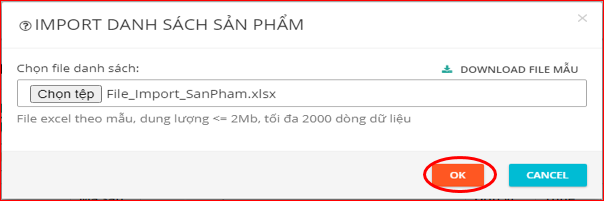 IMPORT DANH SÁCH SẢN PHẨM
Chọn file danh sách:
DOWNLOAD FILE MẪU
Chọn tệp File_Import_SanPham.xlsx
File excel theo mẫu, dung lượng <= 2Mb, tối đa 2000 dòng dữ liệu
OK CANCEL